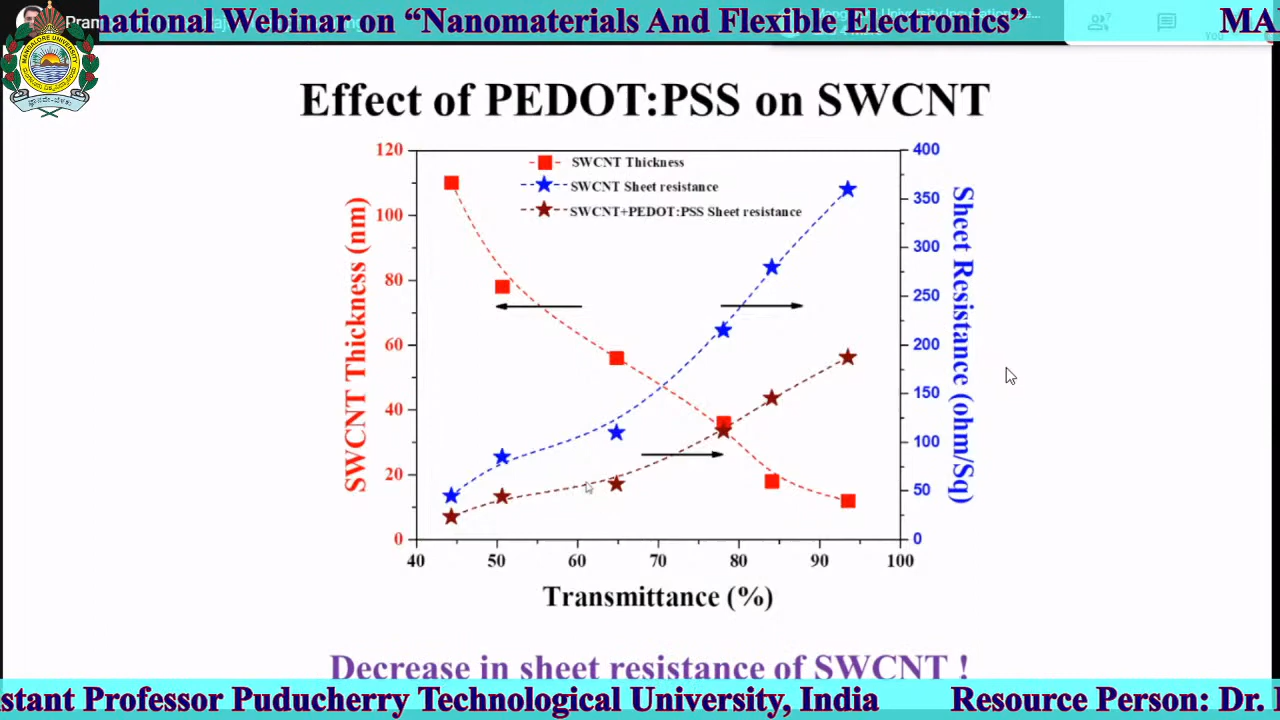 national Webinar on “Nanomaterials And Flexible Electronics”
MA
Pram
MANGALORE UNIVERSITY
Effect of PEDOT:PSS on SWCNT
SWCNT Thickness
SWCNT Sheet resistance
SWCNT+PEDOT:PSS Sheet resistance
SWCNT Thickness (nm)
120
100
80
60
40
20
0
Sheet Resistance (ohm/Sq)
400
350
300
250
200
150
100
50
0
40 50 60 70 80 90 100
Transmittance (%)
Decrease in sheet resistance of SWCNT !
stant Professor Puducherry Technological University, India
Resource Person: Dr.